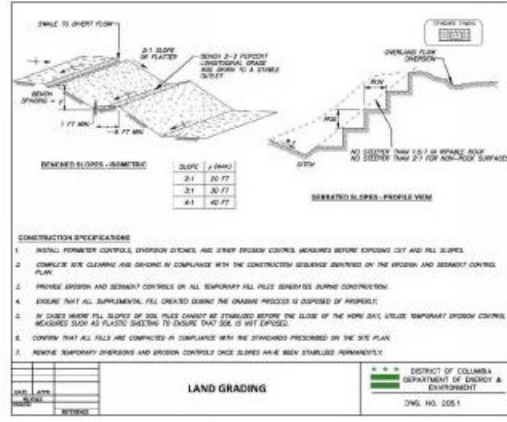 SWALE TO DIVERT FLOW
2:1 SLOPE
OR FLATTER
BENCH 2-3 PERCENT
LONGITUDINAL GRADE
AND DRAIN TO A STABLE
OUTLET
BENCH
SPACING = y
1 FT MIN.
6 FT MIN.
BENCHED SLOPES - ISOMETRIC
SLOPE y (MAX)
2:1 20 FT
3:1 30 FT
4:1 40 FT
STANDARD SYMBOL
OVERLAND FLOW
DIVERSION
RUN
RISE
DITCH
NO STEEPER THAN 1.5:1 IN RIPABLE ROCK
NO STEEPER THAN 2:1 FOR NON-ROCK SURFACES
SERRATED SLOPES - PROFILE VIEW
CONSTRUCTION SPECIFICATIONS
1. INSTALL PERIMETER CONTROLS, DIVERSION DITCHES, AND OTHER EROSION CONTROL MEASURES BEFORE EXPOSING CUT AND FILL SLOPES.
2. COMPLETE SITE CLEARING AND GRADING IN COMPLIANCE WITH THE CONSTRUCTION SEQUENCE IDENTIFIED ON THE EROSION AND SEDIMENT CONTROL
PLAN.
3. PROVIDE EROSION AND SEDIMENT CONTROLS ON ALL TEMPORARY FILL PILES GENERATED DURING CONSTRUCTION.
4. ENSURE THAT ALL SUPPLEMENTAL FILL CREATED DURING THE GRADING PROCESS IS DISPOSED OF PROPERLY.
5. IN CASES WHERE FILL SLOPES OR SOIL PILES CANNOT BE STABILIZED BEFORE THE CLOSE OF THE WORK DAY, UTILIZE TEMPORARY EROSION CONTROL
MEASURES SUCH AS PLASTIC SHEETING TO ENSURE THAT SOIL IS NOT EXPOSED.
6. CONFIRM THAT ALL FILLS ARE COMPACTED IN COMPLIANCE WITH THE STANDARDS PRESCRIBED ON THE SITE PLAN.
7. REMOVE TEMPORARY DIVERSIONS AND EROSION CONTROLS ONCE SLOPES HAVE BEEN STABILIZED PERMANENTLY.
DATE APPR.
REVISED
REFERENCE
LAND GRADING
DISTRICT OF COLUMBIA
DEPARTMENT OF ENERGY &
ENVIRONMENT
DWG. NO. 205.1